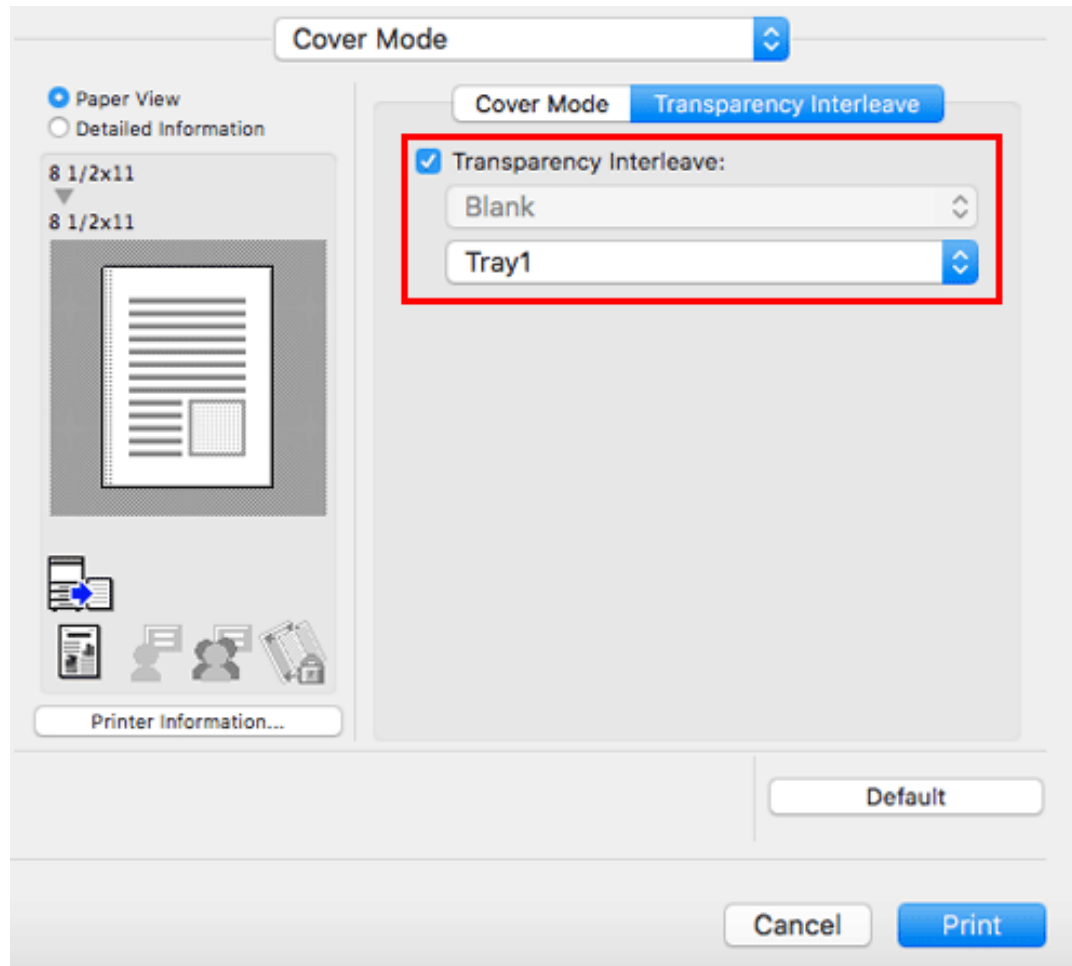 Cover Mode
Paper View
Detailed Information
8 1/2x11
8 1/2x11
Printer Information...
Cover Mode
Transparency Interleave
Transparency Interleave:
Blank
Tray1
Default
Cancel
Print